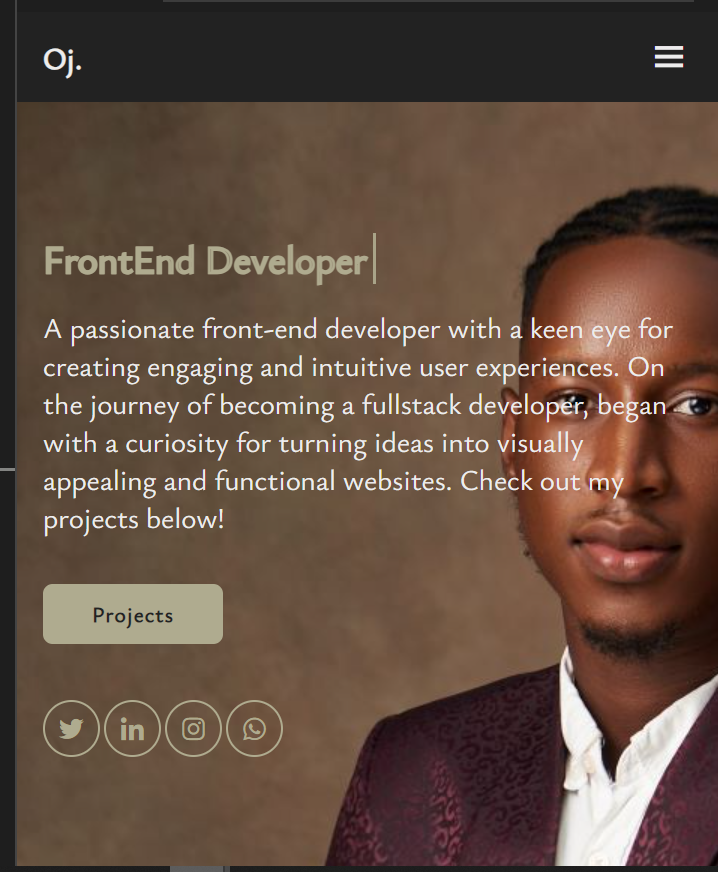 Oj.
FrontEnd Developer
A passionate front-end developer with a keen eye for
creating engaging and intuitive user experiences. On
the journey of becoming a fullstack developer, began
with a curiosity for turning ideas into visually
appealing and functional websites. Check out my
projects below!
Projects
in